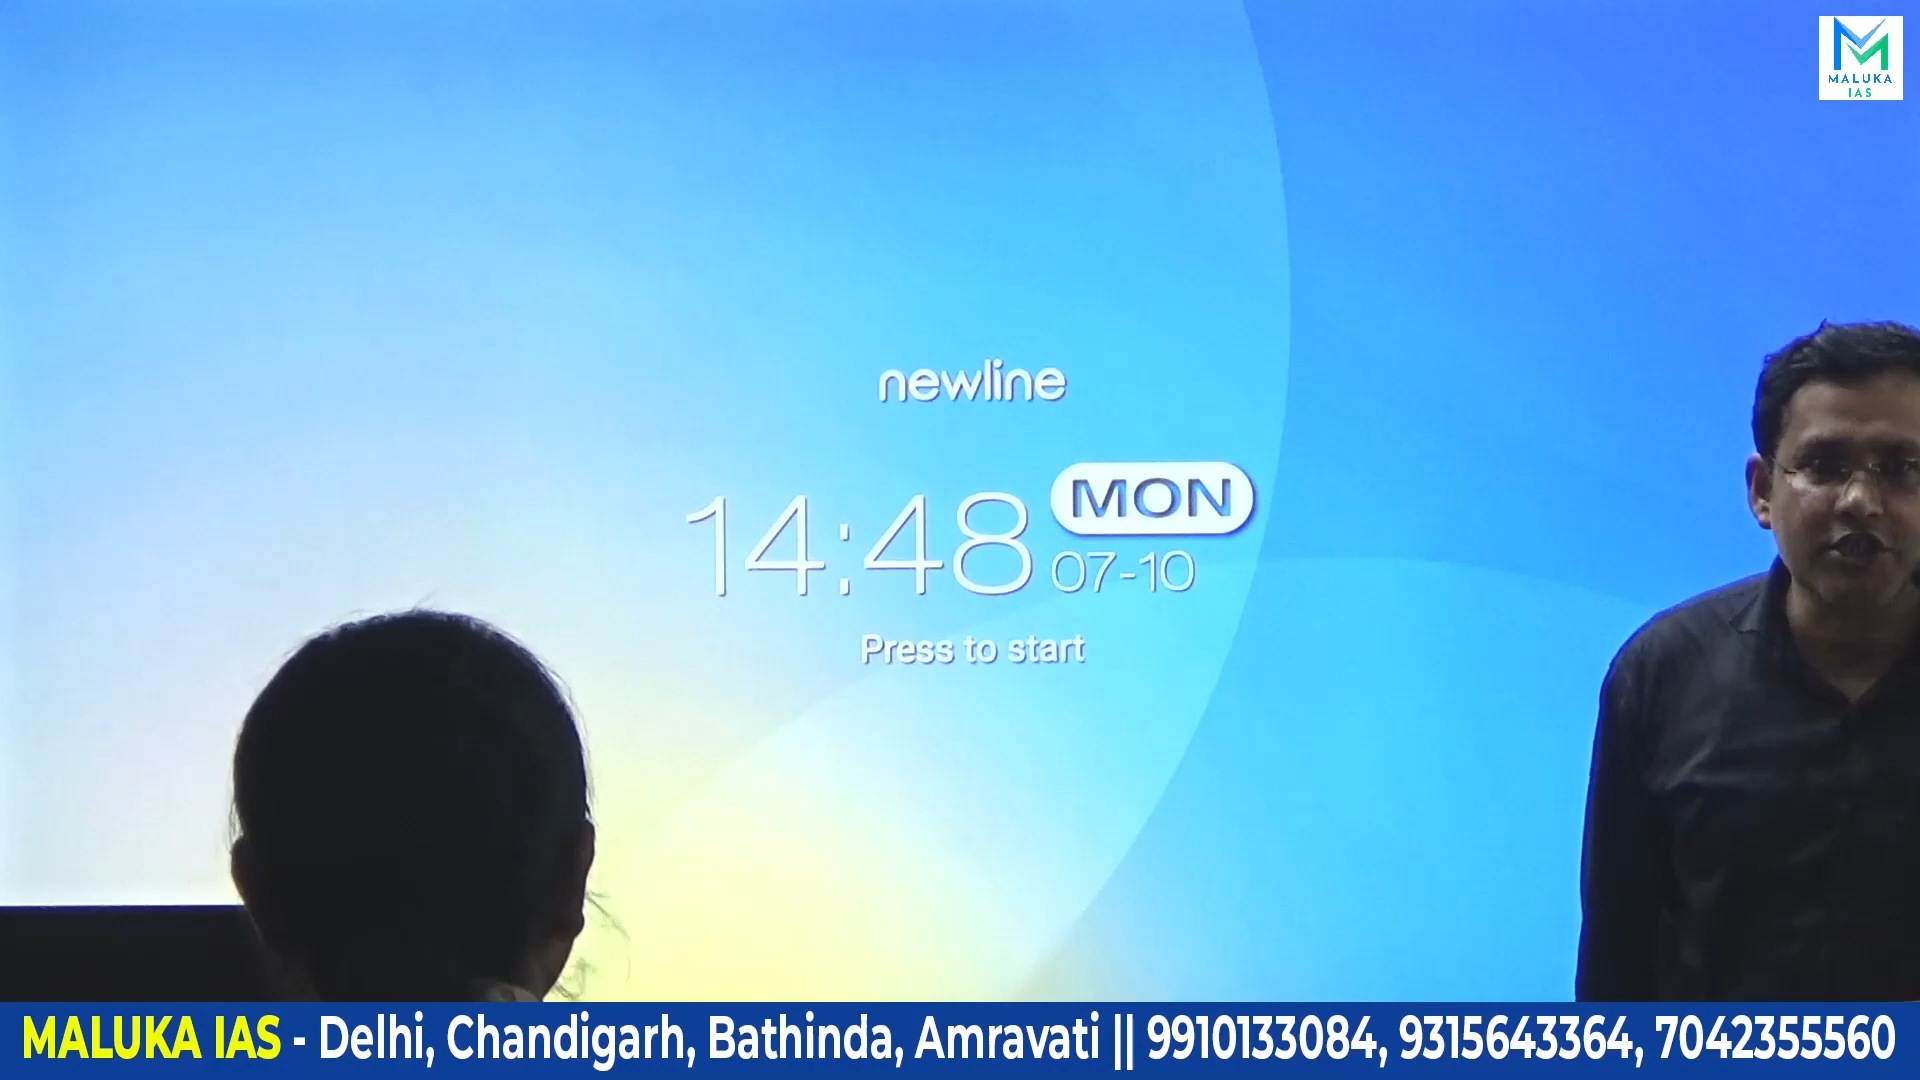 MALUKA
IAS
newline
14:48 MON
07-10
Press to start
MALUKA IAS - Delhi, Chandigarh, Bathinda, Amravati || 9910133084, 9315643364, 7042355560